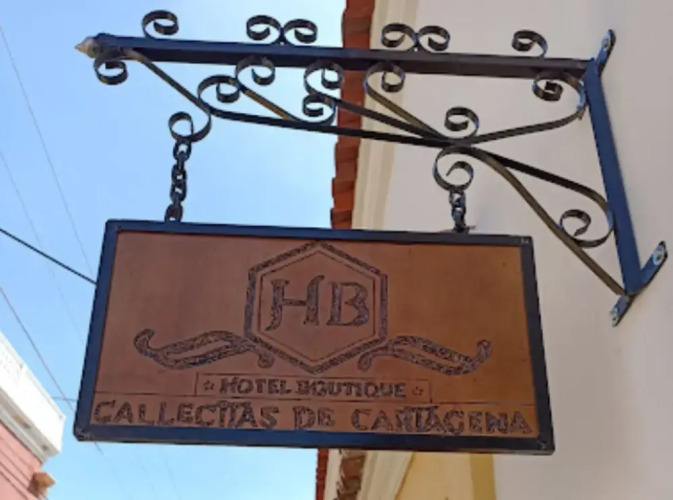 HB
☆ HOTEL BOUTIQUE ☆
CALLECITAS DE CARTAGENA